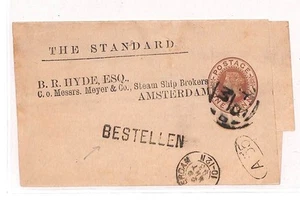 THE STANDARD
POSTAGE
B. R. HYDE, ESQ.,
C.o. Messrs. Meyer & Co., Steam Ship Brokers
AMSTERDAM
BESTELLEN